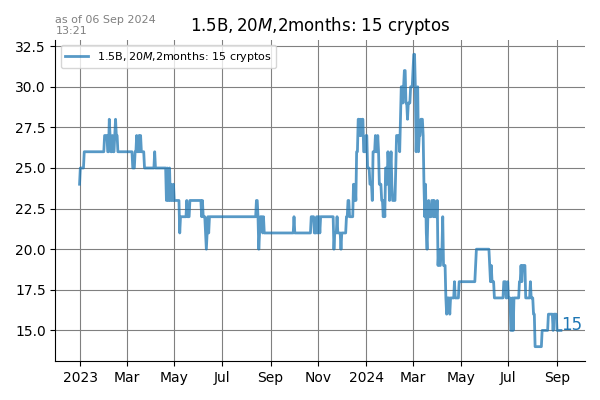 as of 06 Sep 2024
13:21
1.5B, 20M,2months: 15 cryptos
1.5B, 20M,2months: 15 cryptos
32.5
30.0
27.5
25.0
22.5
20.0
17.5
15.0
15
2023 Mar May Jul Sep Nov 2024 Mar May Jul Sep